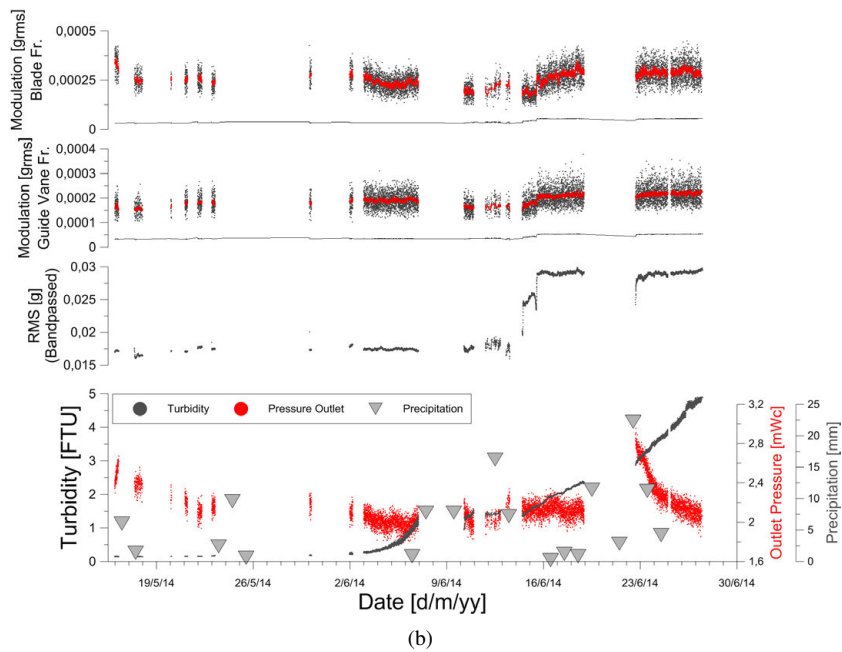 Modulation [grms]
Blade Fr.
0,0005
0,00025
0
Modulation [grms]
Guide Vane Fr.
0,0004
0,0003
0,0002
0,0001
0
RMS [g]
(Bandpassed)
0,03
0,025
0,02
0,015
Turbidity [FTU]
5
4
3
2
1
0
Turbidity Pressure Outlet Precipitation
3,2
2,8
2,4
2
1,6
Outlet Pressure [mWc]
25
20
15
10
5
0
Precipitation [mm]
19/5/14 26/5/14 2/6/14 9/6/14 16/6/14 23/6/14 30/6/14
Date [d/m/yy]
(b)